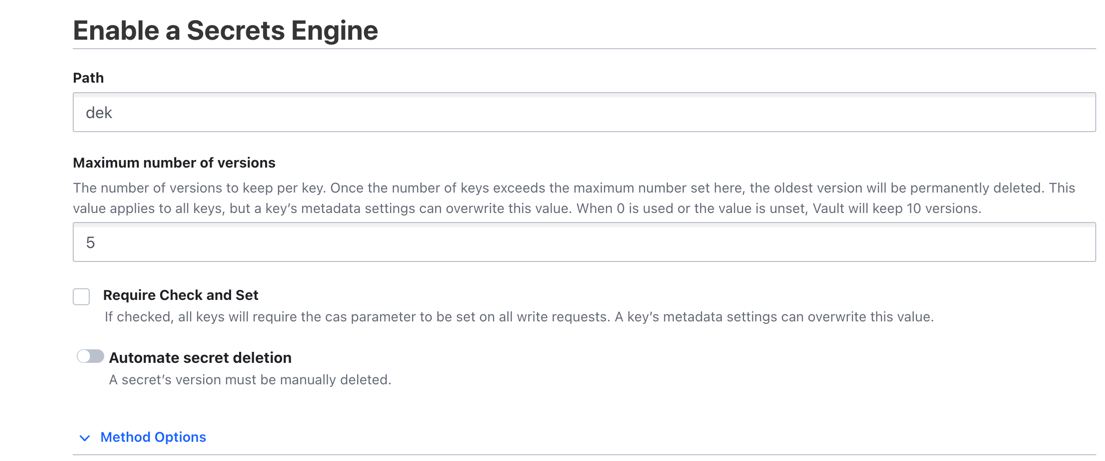 Enable a Secrets Engine
Path
dek
Maximum number of versions
The number of versions to keep per key. Once the number of keys exceeds the maximum number set here, the oldest version will be permanently deleted. This
value applies to all keys, but a key's metadata settings can overwrite this value. When 0 is used or the value is unset, Vault will keep 10 versions.
5
Require Check and Set
If checked, all keys will require the cas parameter to be set on all write requests. A key's metadata settings can overwrite this value.
Automate secret deletion
A secret's version must be manually deleted.
Method Options